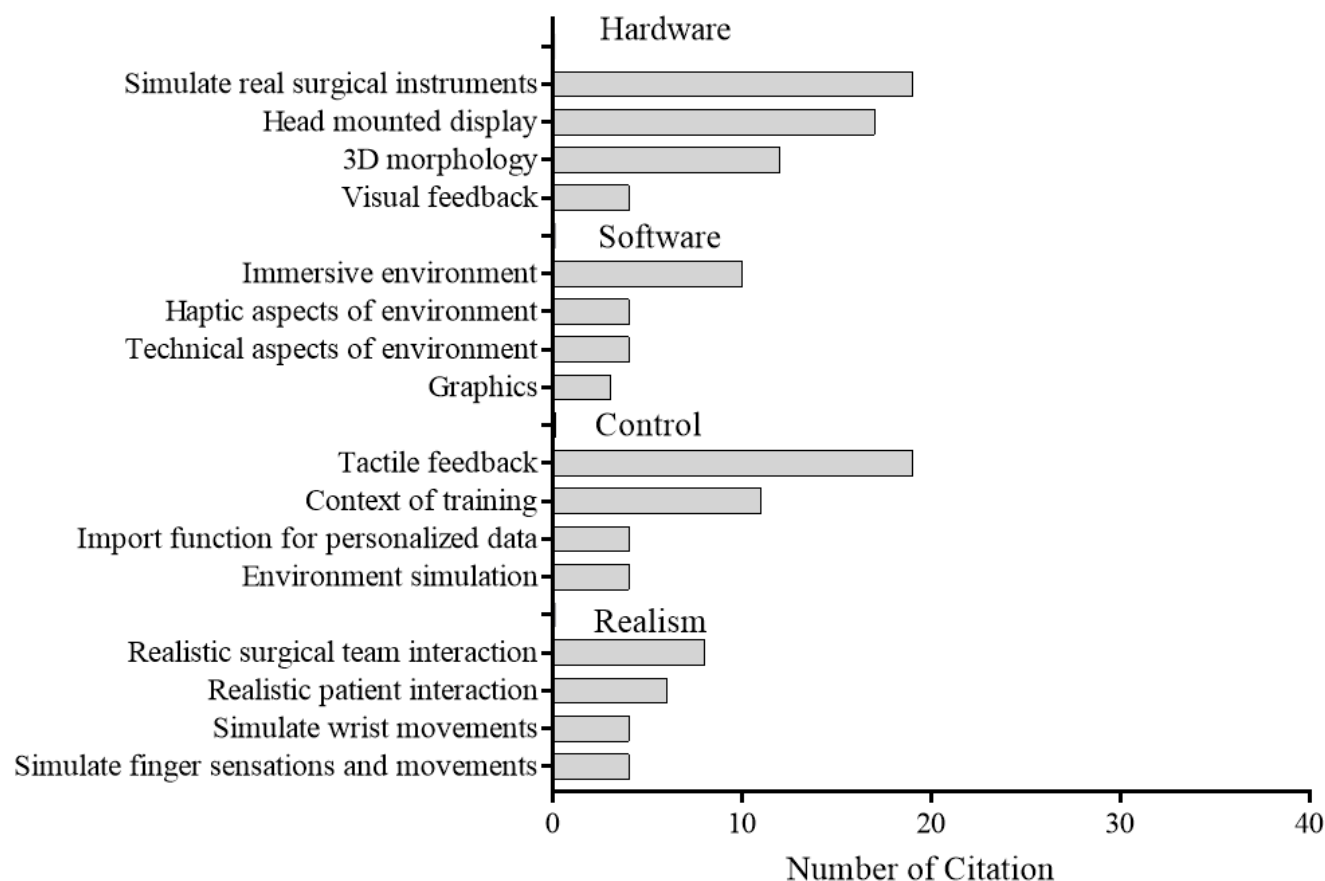 Hardware
Simulate real surgical instruments
Head mounted display
3D morphology
Visual feedback
Software
Immersive environment
Haptic aspects of environment
Technical aspects of environment
Graphics
Control
Tactile feedback
Context of training
Import function for personalized data
Environment simulation
Realism
Realistic surgical team interaction
Realistic patient interaction
Simulate wrist movements
Simulate finger sensations and movements
0 10 20 30 40
Number of Citation